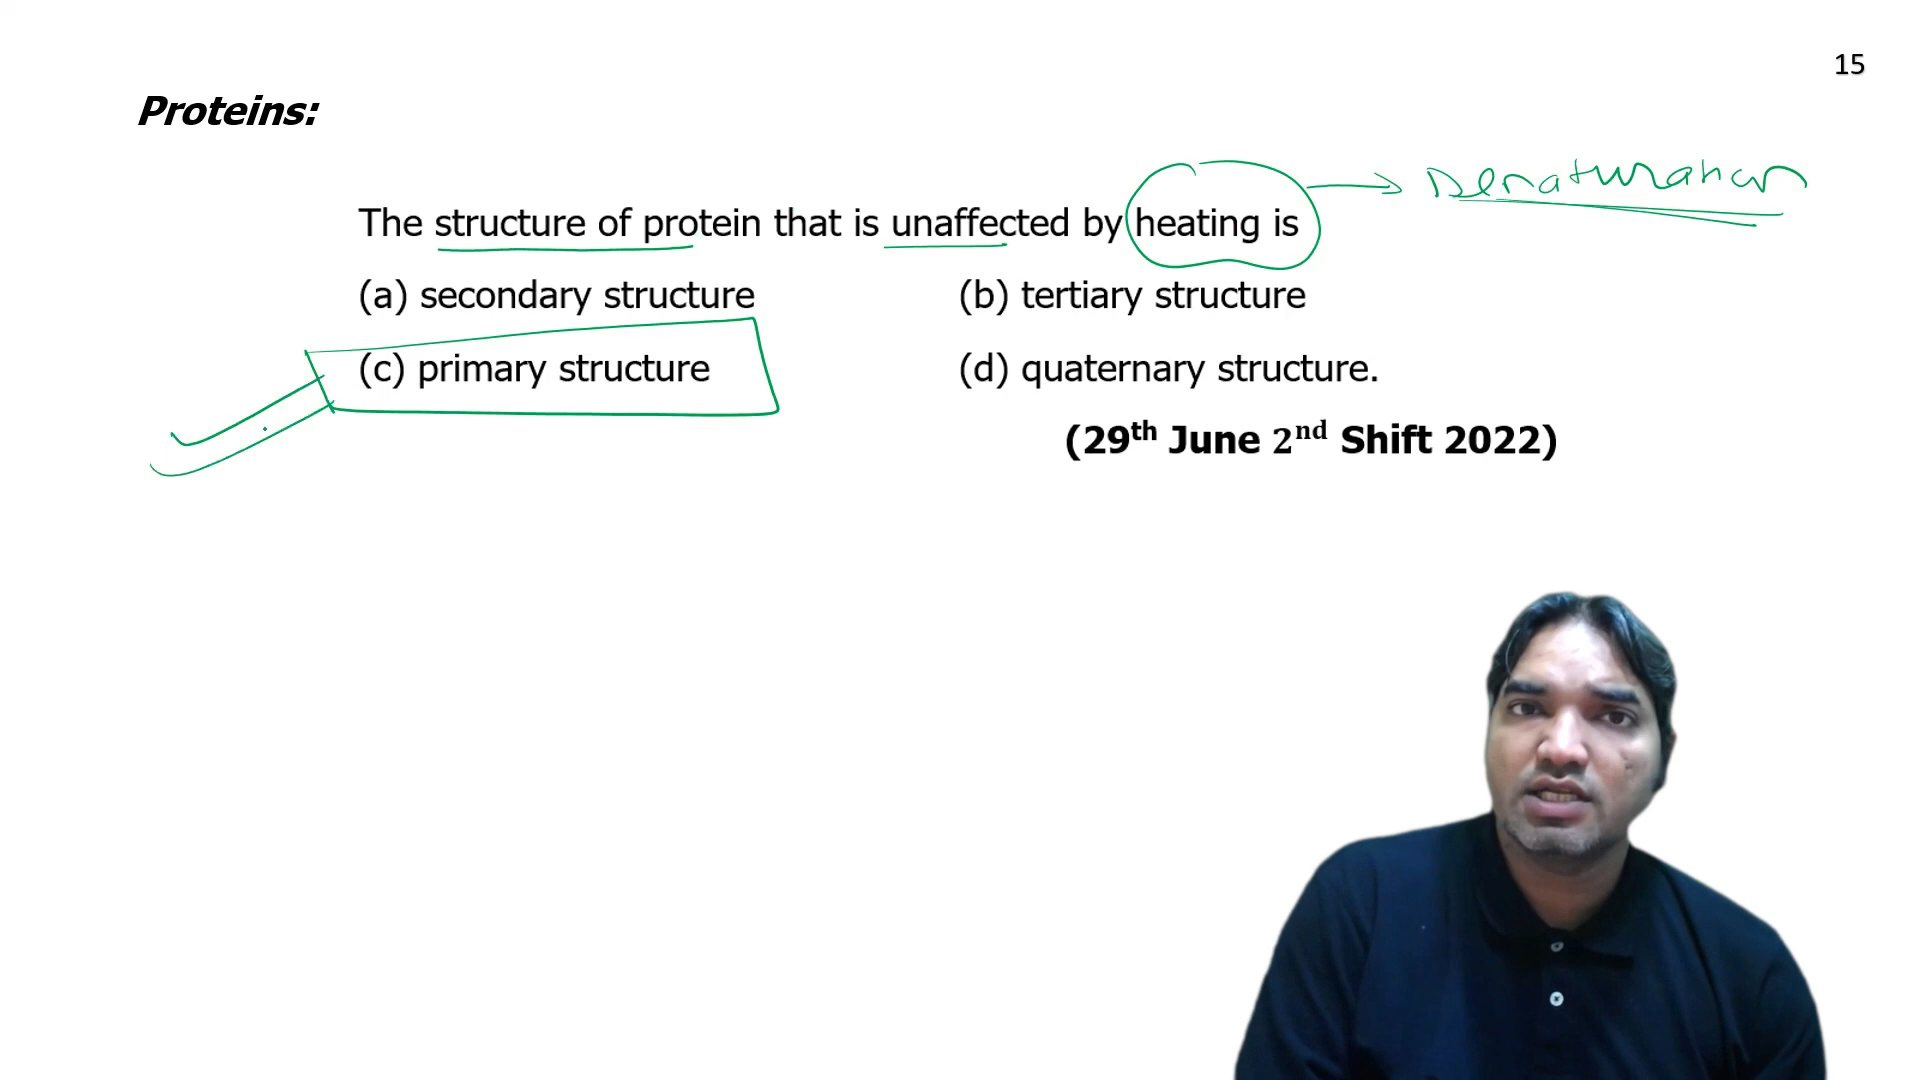 15
Proteins:
Denaturation
The structure of protein that is unaffected by heating is
(a) secondary structure (b) tertiary structure
(c) primary structure (d) quaternary structure.
(29th June 2nd Shift 2022)